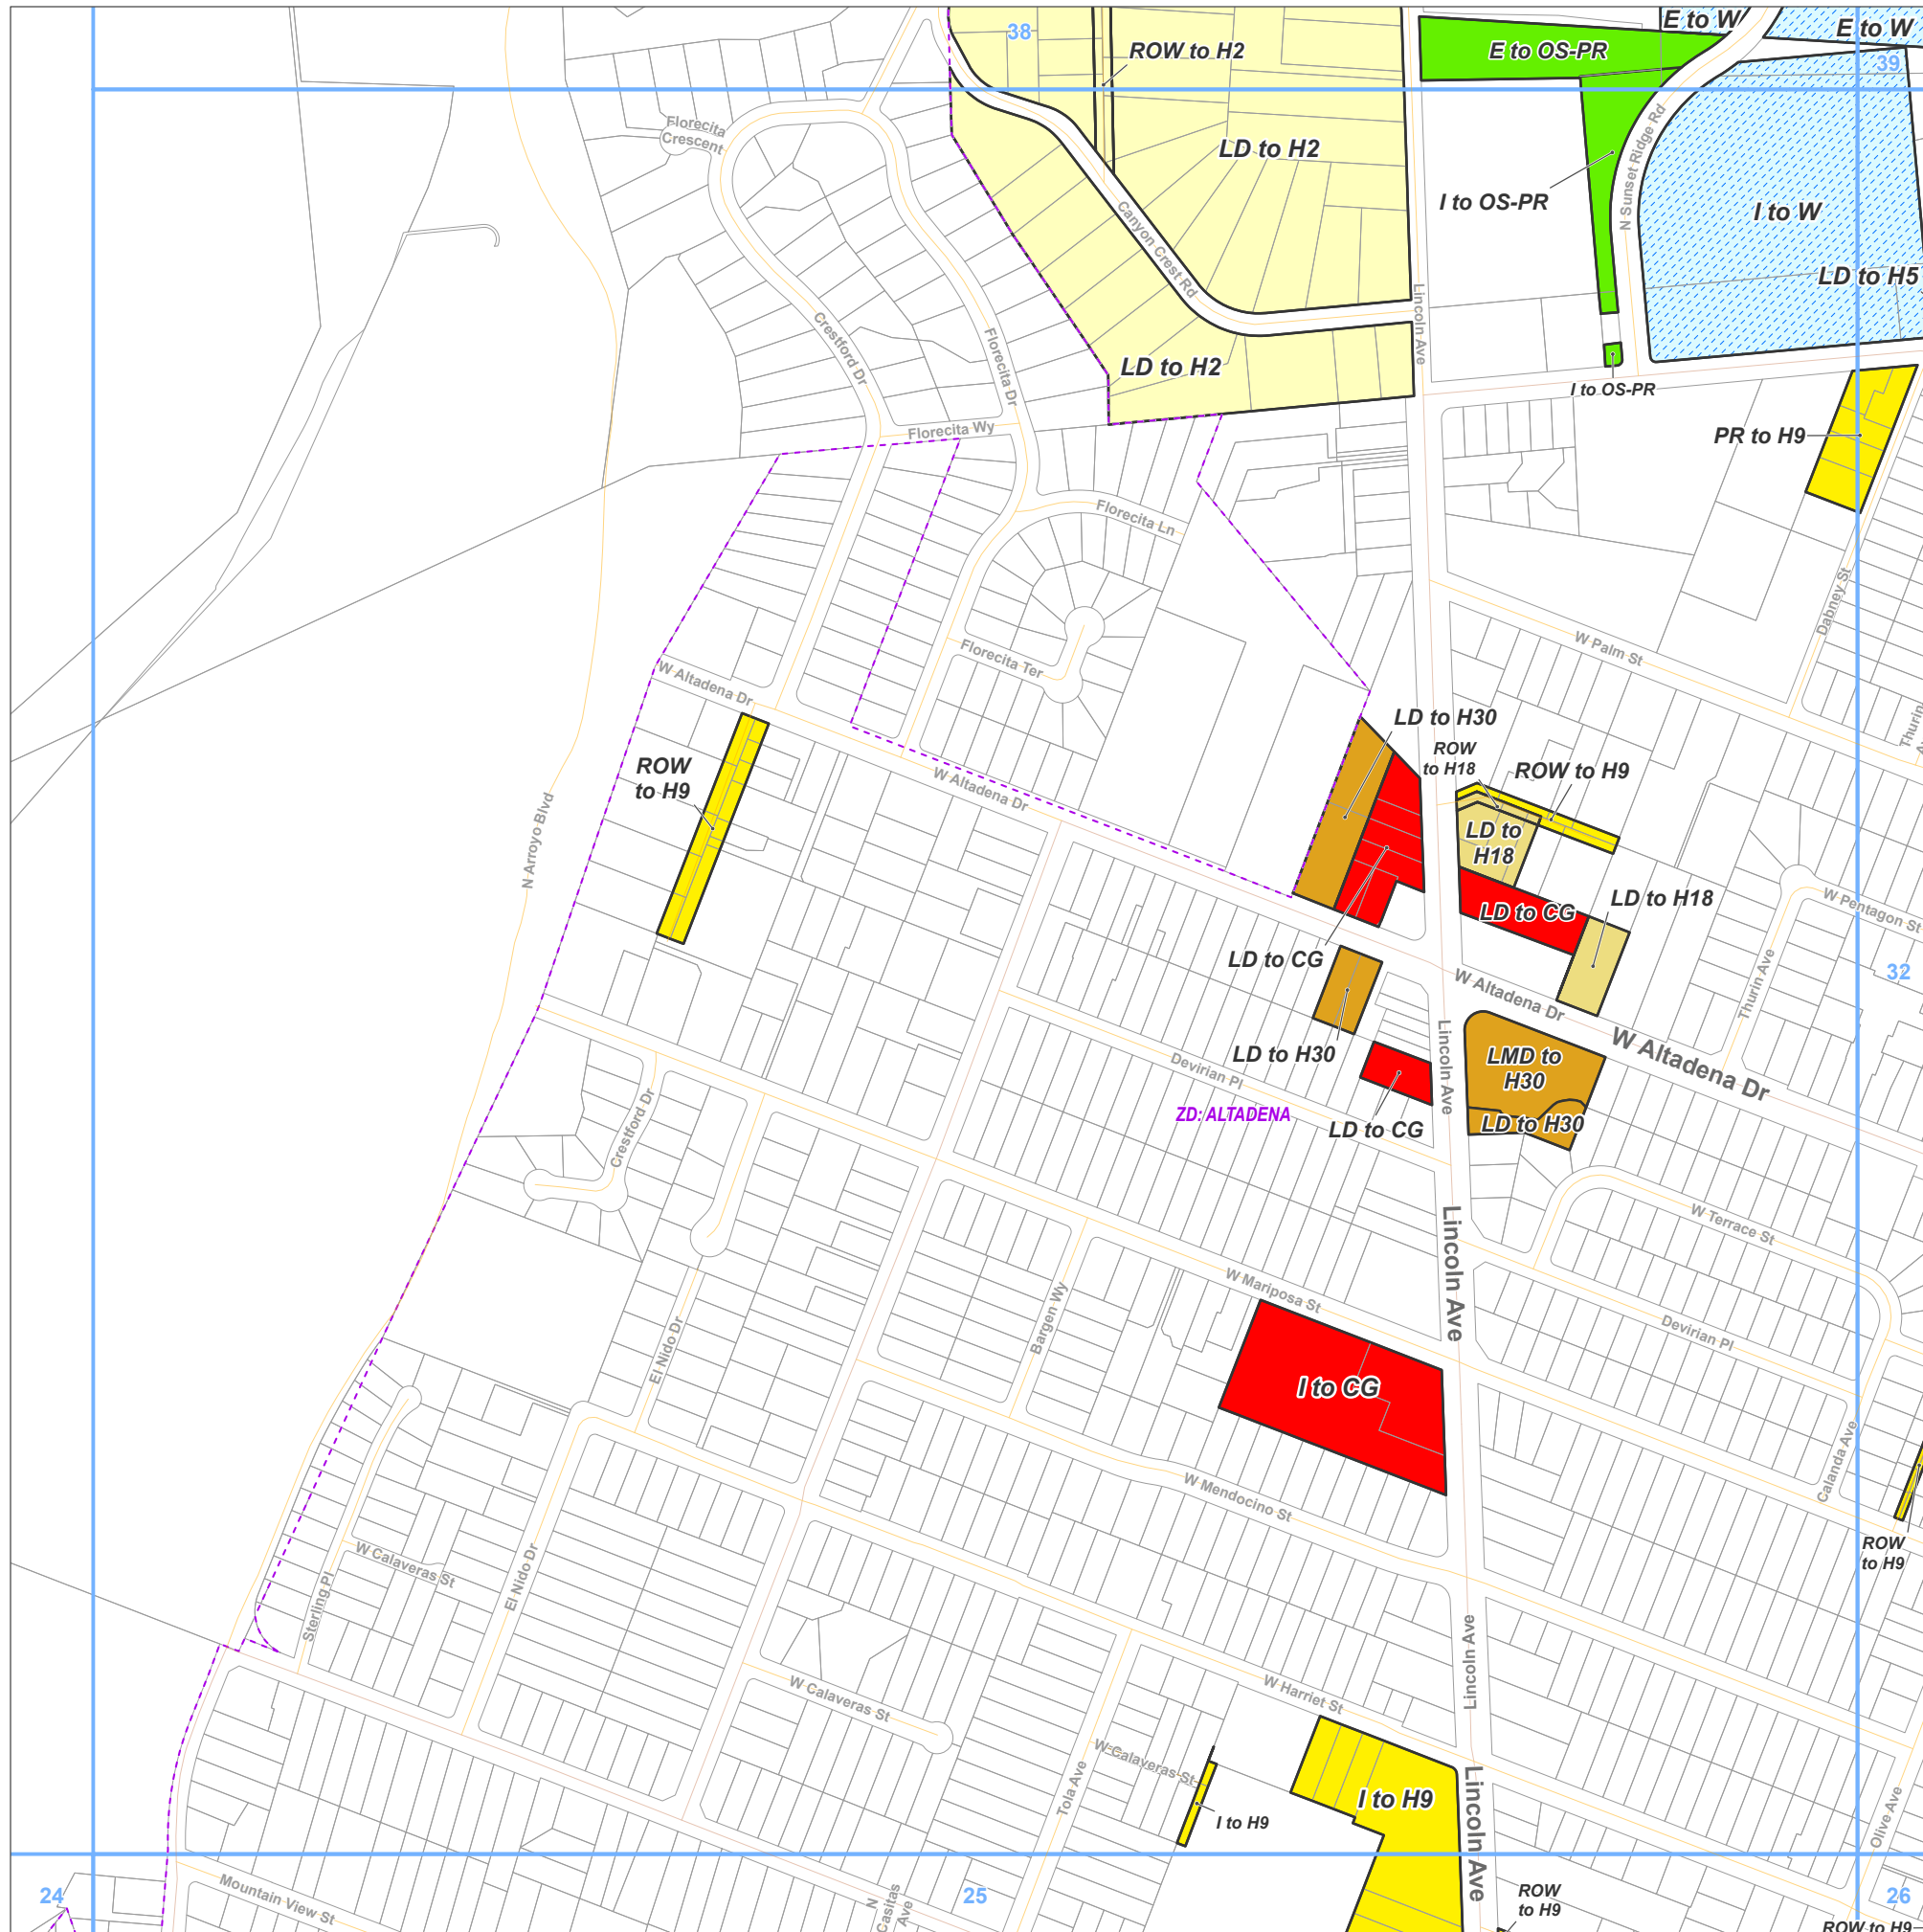 38
ROW to H2
E to OS-PR
E to W
E to W
39
Florecita
Crescent
LD to H2
I to OS-PR
N Sunset Ridge Rd
I to W
LD to H5
Canyon Crest Rd
Lincoln Ave
Crestford Dr
Florecita Dr
LD to H2
I to OS-PR
Florecita Wy
PR to H9
Florecita Ln
Dabney St
W Palm St
Florecita Ter
W Altadena Dr
Thurin
LD to H30
ROW
to H18
ROW to H9
ROW
to H9
W Altadena Dr
N Arroyo Blvd
LD to
H18
LD to CG
LD to H18
W Pentagon St
LD to CG
Thurin Ave
32
W Altadena Dr
LD to H30
Lincoln Ave
LMD to
H30
W Altadena Dr
Devirian Pl
ZD: ALTADENA
LD to CG
LD to H30
Crestford Dr
W Terrace St
Lincoln Ave
W Mariposa St
Bargen Wy
El Nido Dr
Devirian Pl
I to CG
Calanda Ave
W Mendocino St
ROW
to H9
W Calaveras St
El Nido Dr
Sterling Pl
Lincoln Ave
W Calaveras St
W Harriet St
W Calaveras St
Tola Ave
I to H9
I to H9
Lincoln Ave
Olive Ave
24
Mountain View St
N
Casitas
Ave
25
ROW
to H9
26
ROW to H9